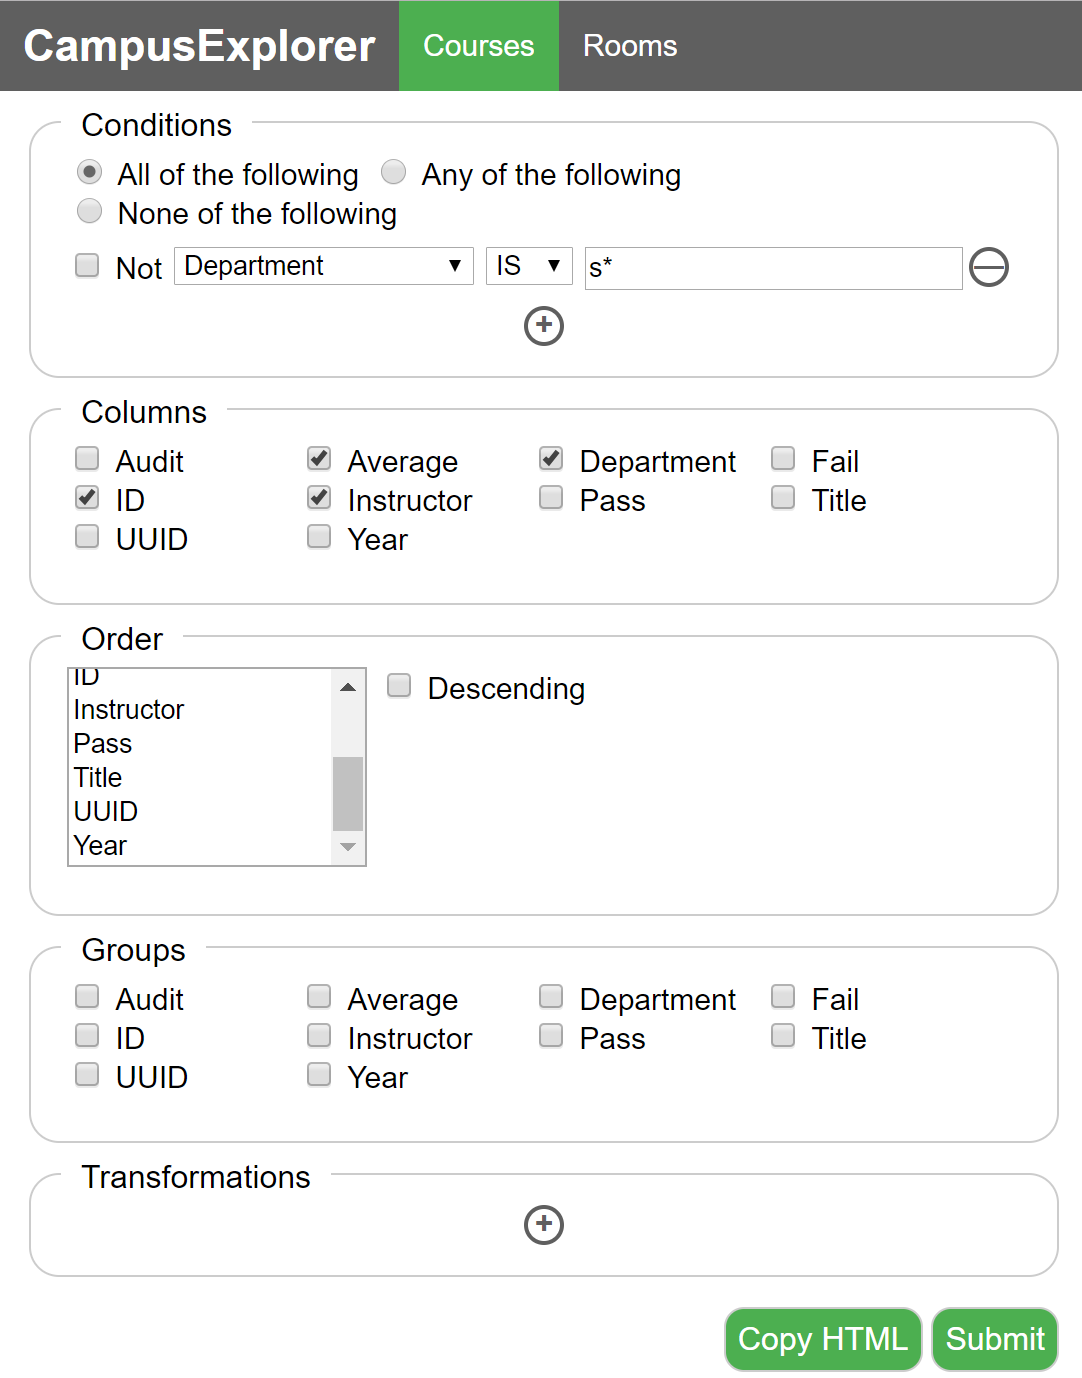 CampusExplorer Courses Rooms
Conditions
All of the following Any of the following
None of the following
Not Department IS s*
Columns
Audit Average Department Fail
ID Instructor Pass Title
UUID Year
Order
ID
Instructor Descending
Pass
Title
UUID
Year
Groups
Audit Average Department Fail
ID Instructor Pass Title
UUID Year
Transformations
Copy HTML Submit